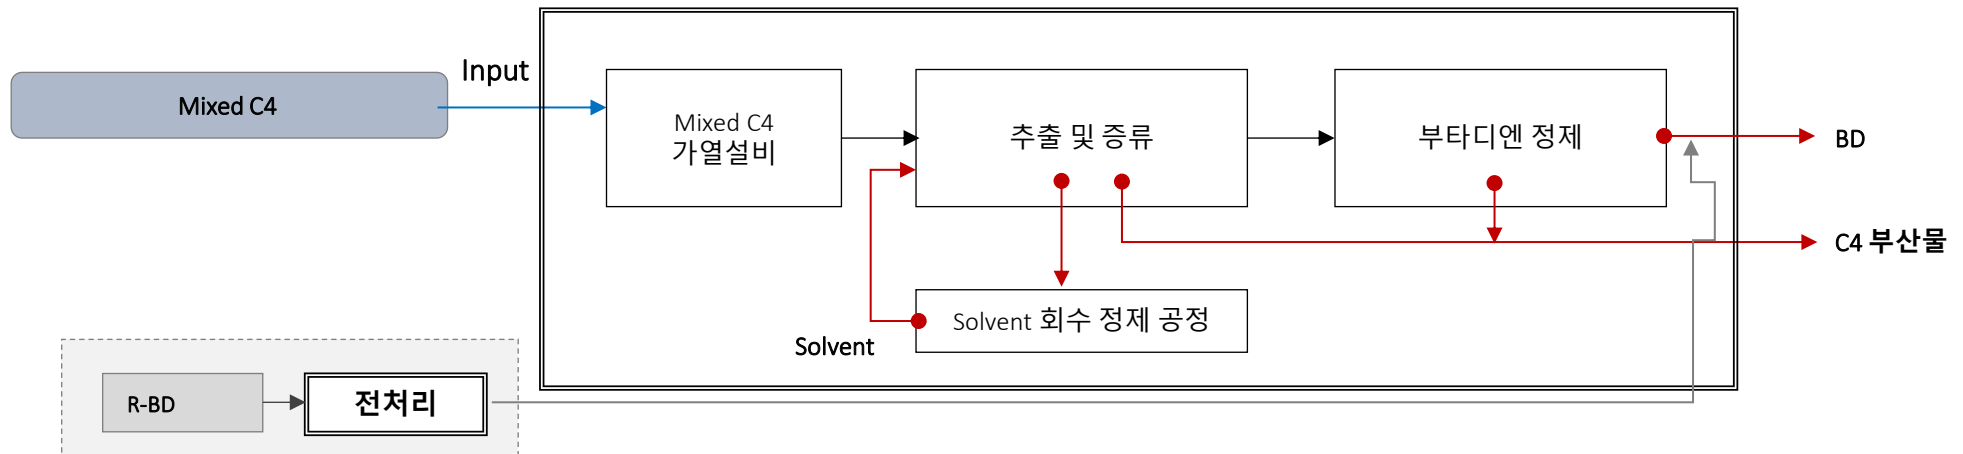 Input
Mixed C4
Mixed C4
가열설비
추출 및 증류
부타디엔 정제
BD
C4 부산물
Solvent 회수 정제 공정
Solvent
R-BD
전처리